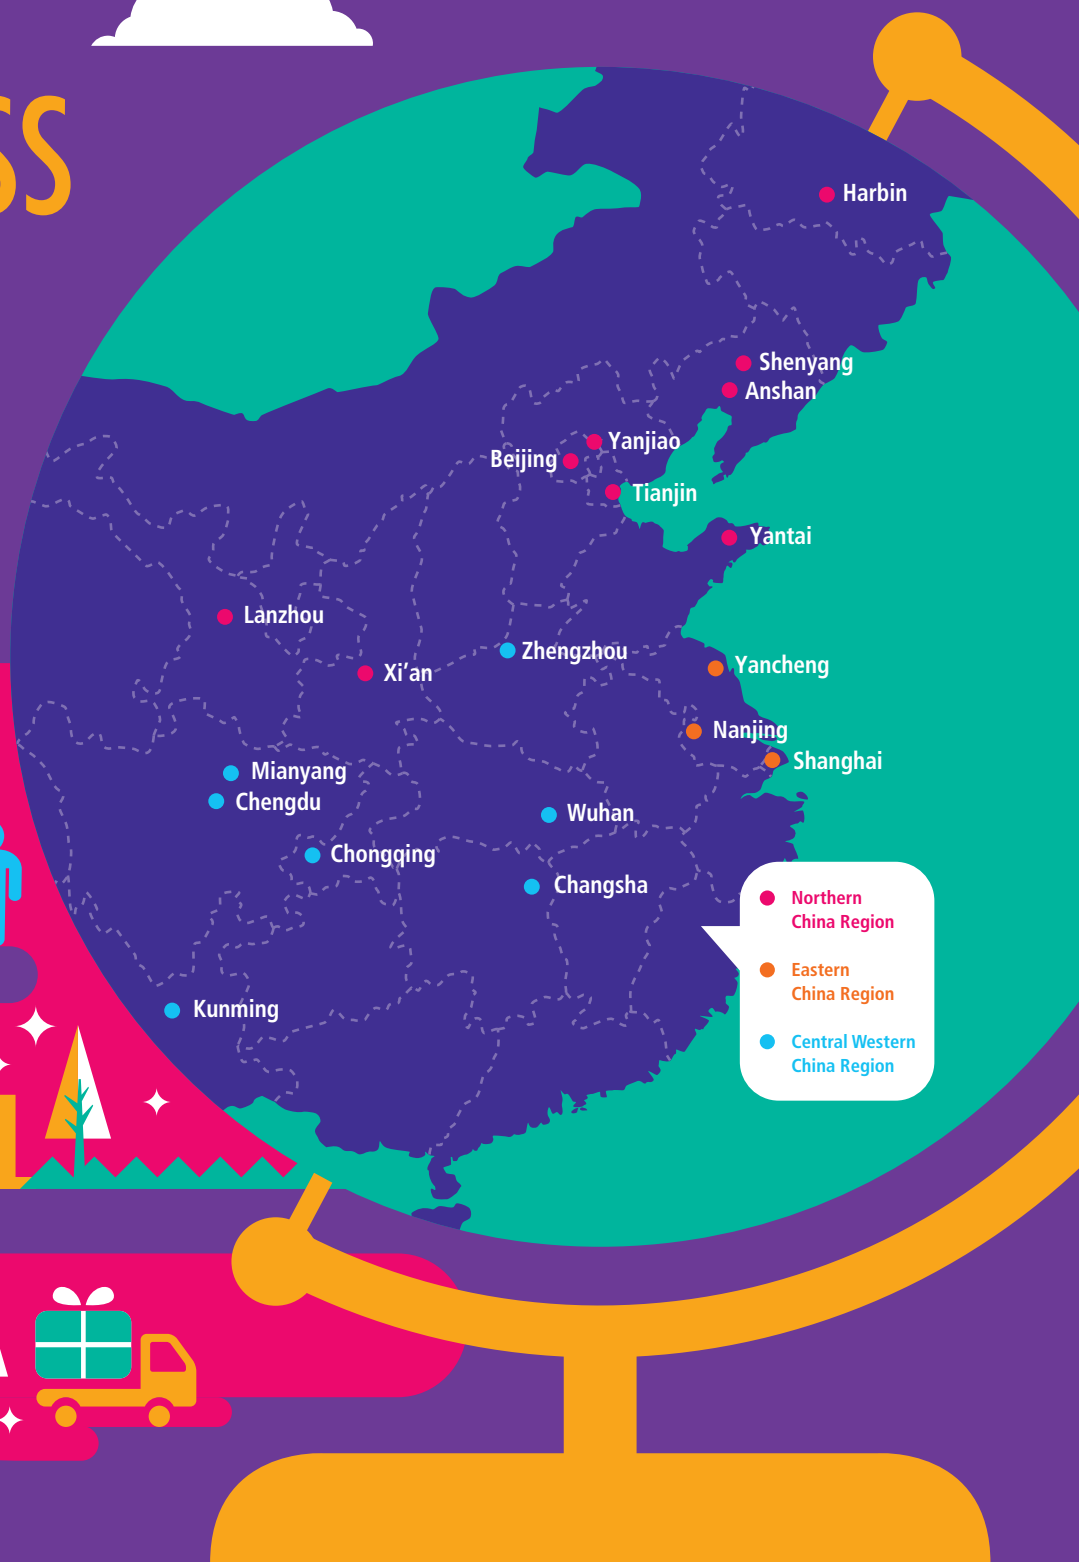 SS
Harbin
Shenyang
Anshan
Yanjiao
Beijing
Tianjin
Yantai
Lanzhou
Zhengzhou
Xi’an
Yancheng
Nanjing
Shanghai
Mianyang
Chengdu
Wuhan
Chongqing
Changsha
Northern
China Region
Eastern
China Region
Central Western
China Region
Kunming